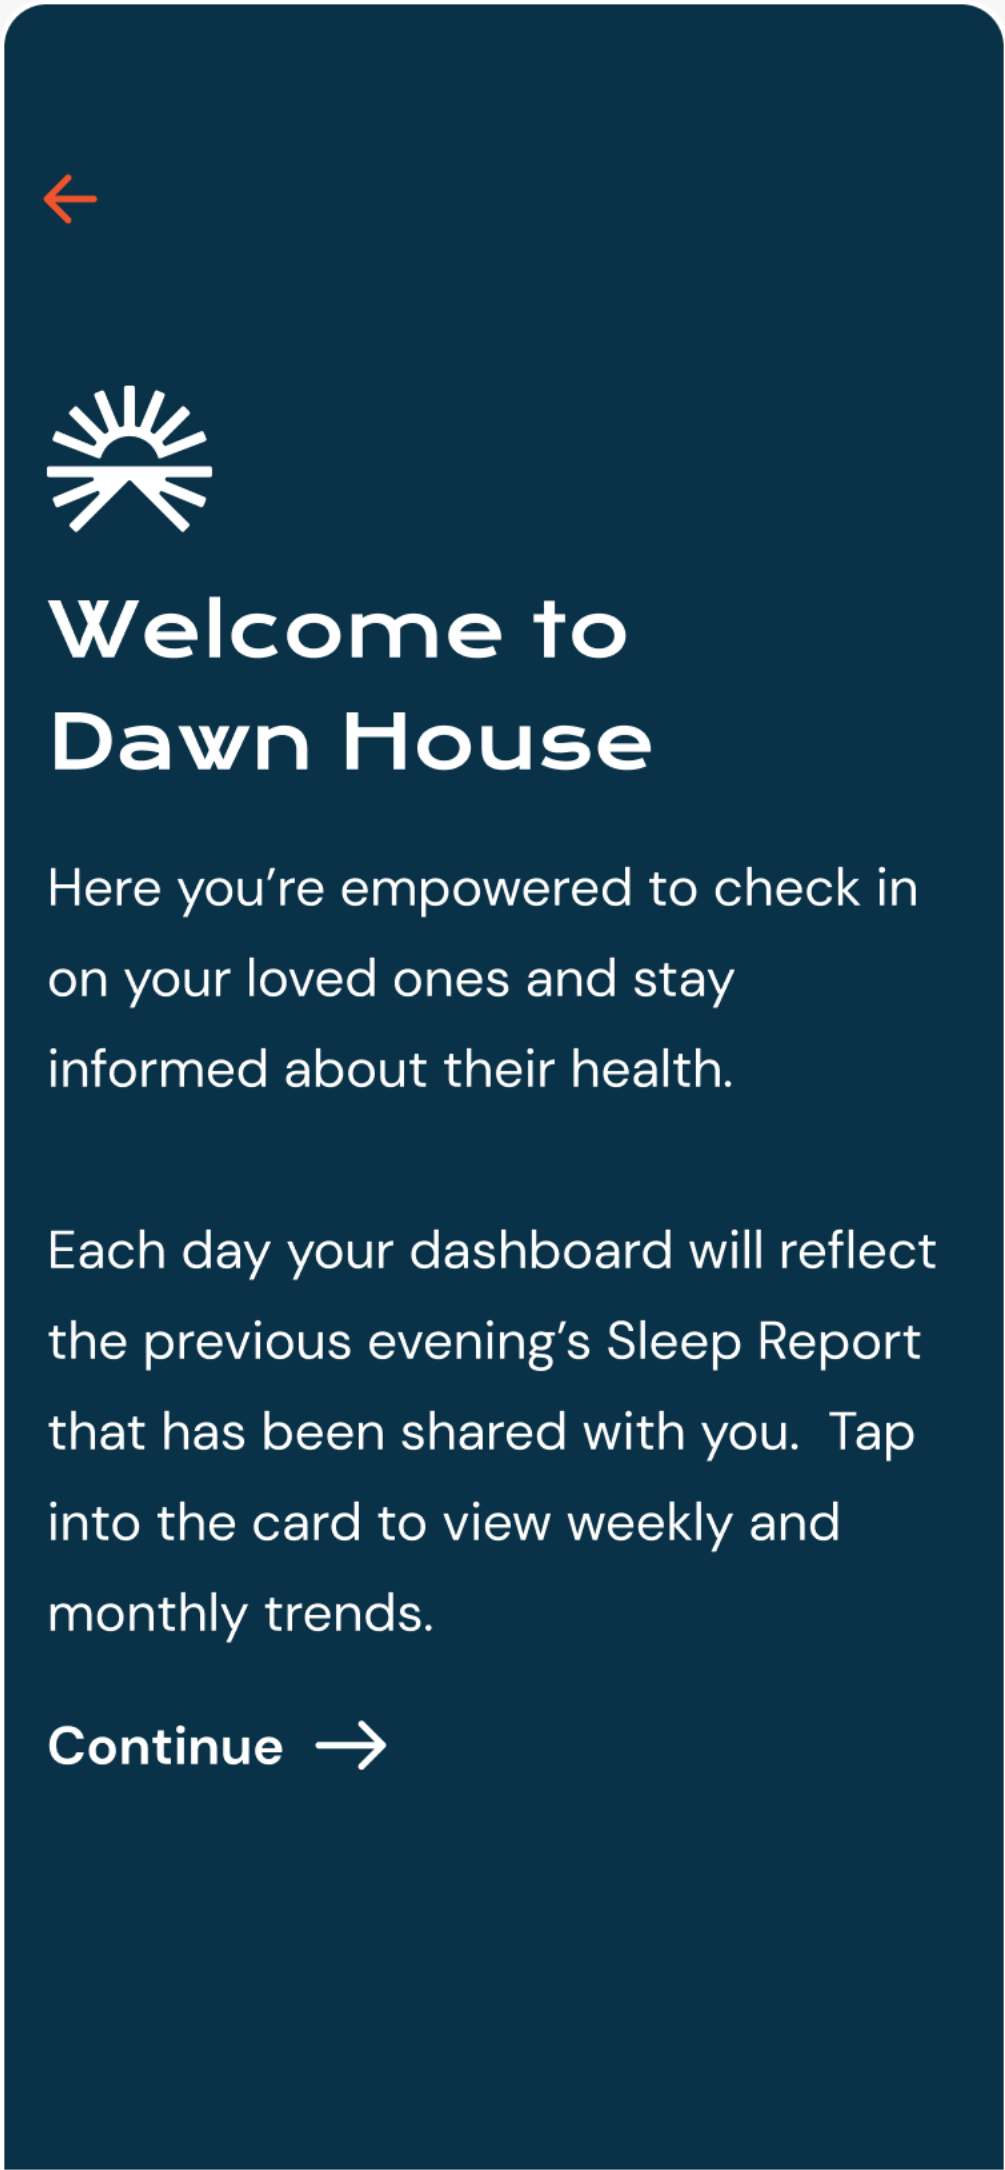 Welcome to
Dawn House
Here you’re empowered to check in
on your loved ones and stay
informed about their health.
Each day your dashboard will reflect
the previous evening’s Sleep Report
that has been shared with you.  Tap
into the card to view weekly and
monthly trends.
Continue